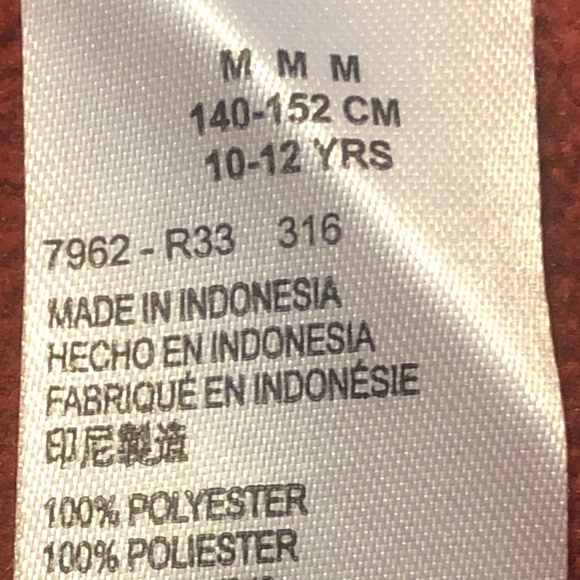 M M M
140-152 CM
10-12 YRS
7962 - R33 316
MADE IN INDONESIA
HECHO EN INDONESIA
FABRIQUÉ EN INDONÉSIE
印尼製造
100% POLYESTER
100% POLIESTER